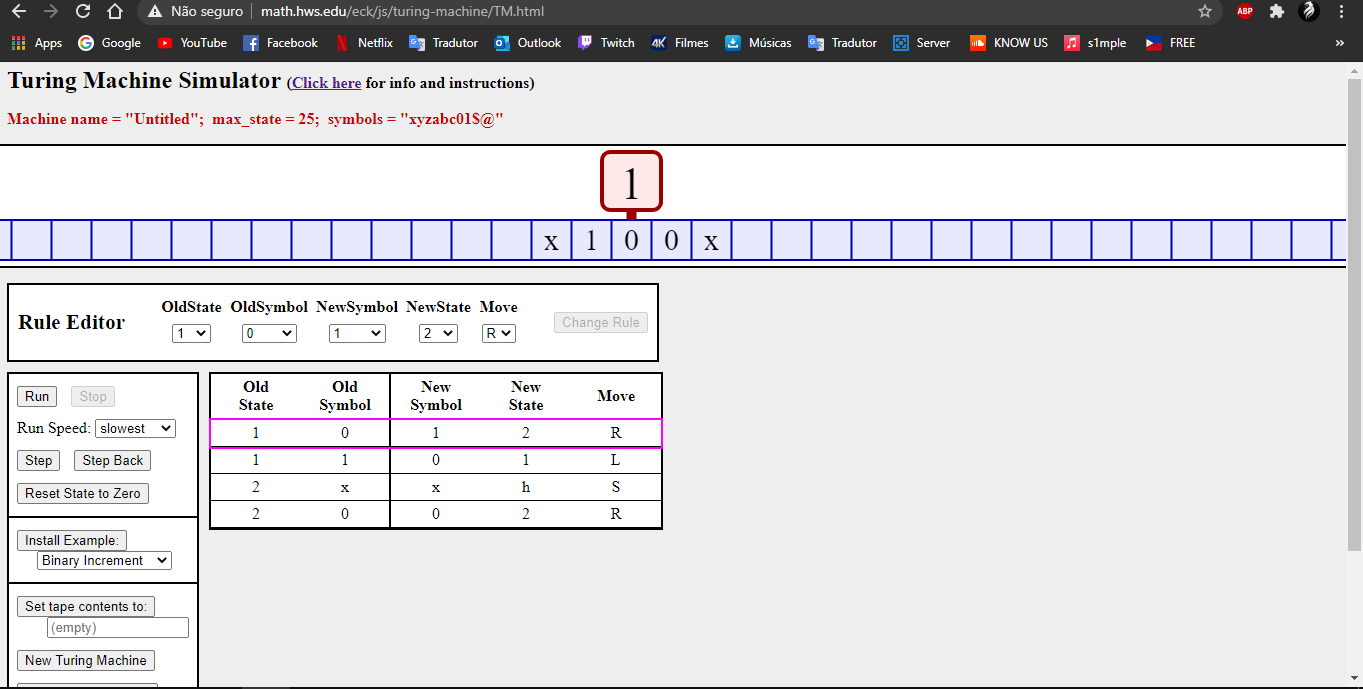 Não seguro | math.hws.edu/eck/js/turing-machine/TM.html ABP
Apps Google YouTube Facebook Netflix Tradutor Outlook Twitch 4K Filmes Músicas Tradutor Server KNOW US s1mple FREE »
Turing Machine Simulator (Click here for info and instructions)
Machine name = "Untitled"; max_state = 25; symbols = "xyzabc01$@"
1
x 1 0 0 x
OldState OldSymbol NewSymbol NewState Move
Rule Editor 1 0 1 2 R Change Rule
Run Stop
Run Speed: slowest
Step Step Back
Reset State to Zero
Install Example:
Binary Increment
Set tape contents to:
(empty)
New Turing Machine
Old Old New New Move
State Symbol Symbol State
1 0 1 2 R
1 1 0 1 L
2 x x h S
2 0 0 2 R